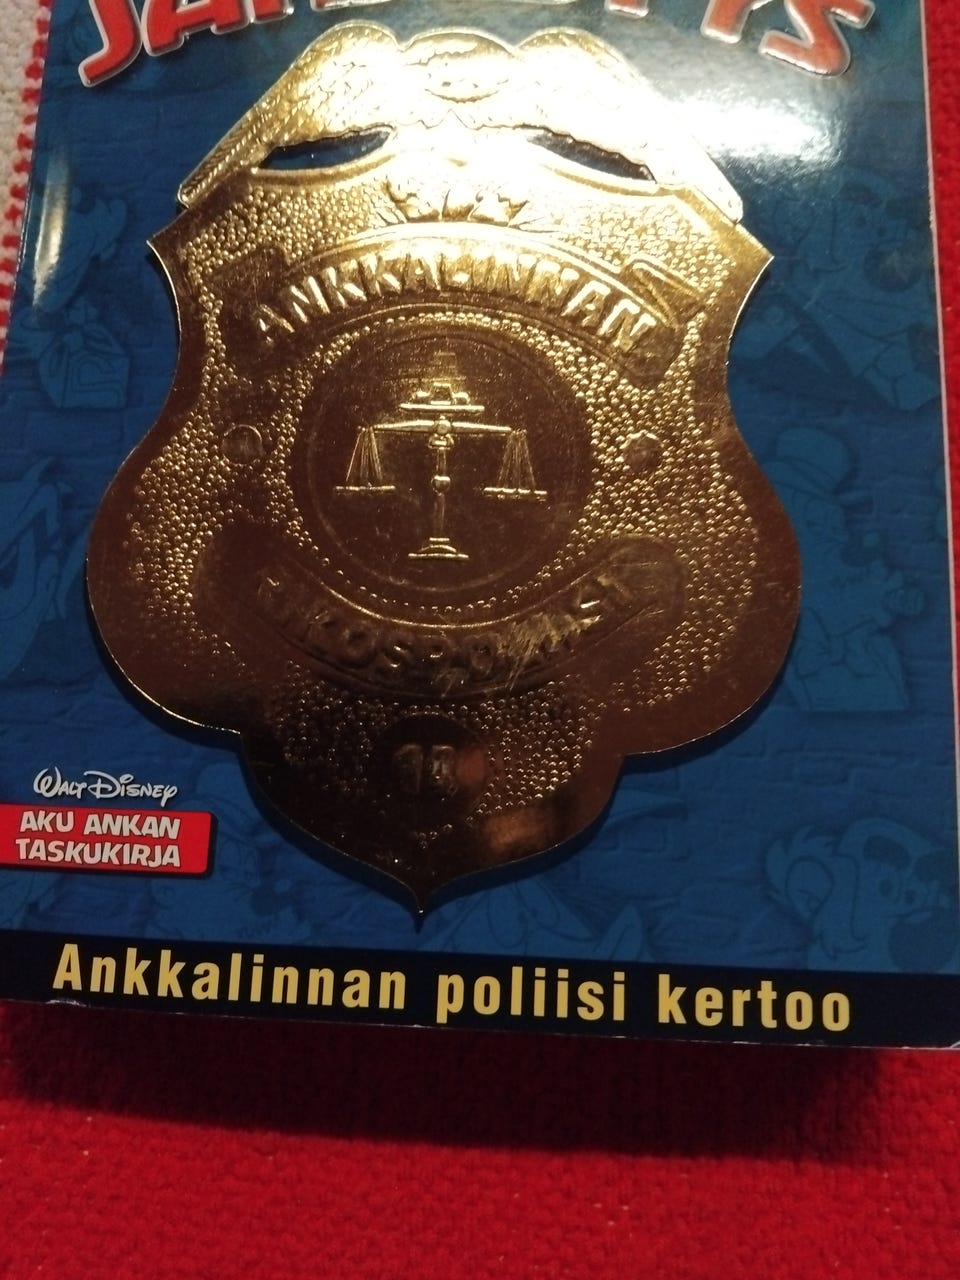 ANKKALINNAN
RIKOSPOLIISI
WALT DISNEY
AKU ANKAN
TASKUKIRJA
Ankkalinnan poliisi kertoo